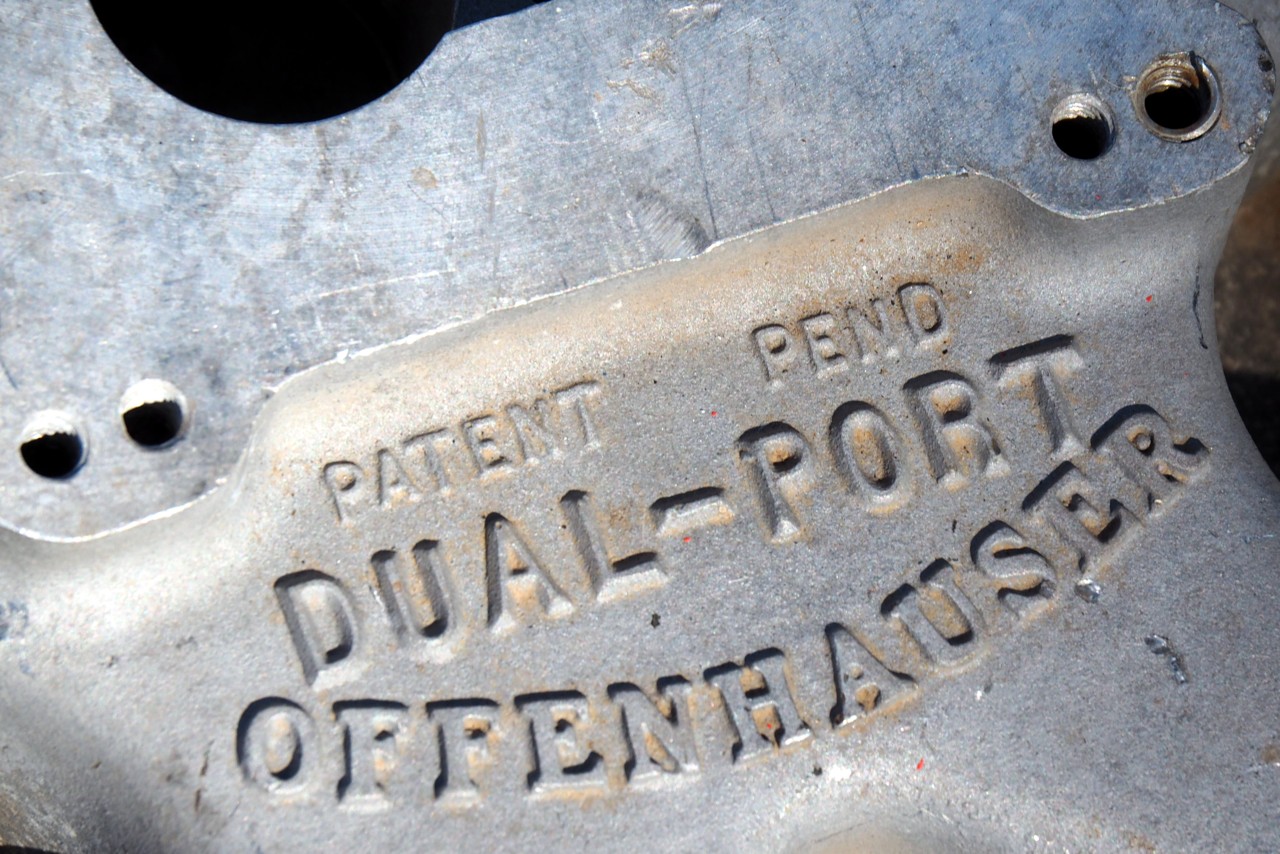 PATENT PEND
DUAL-PORT
OFFENHAUSER